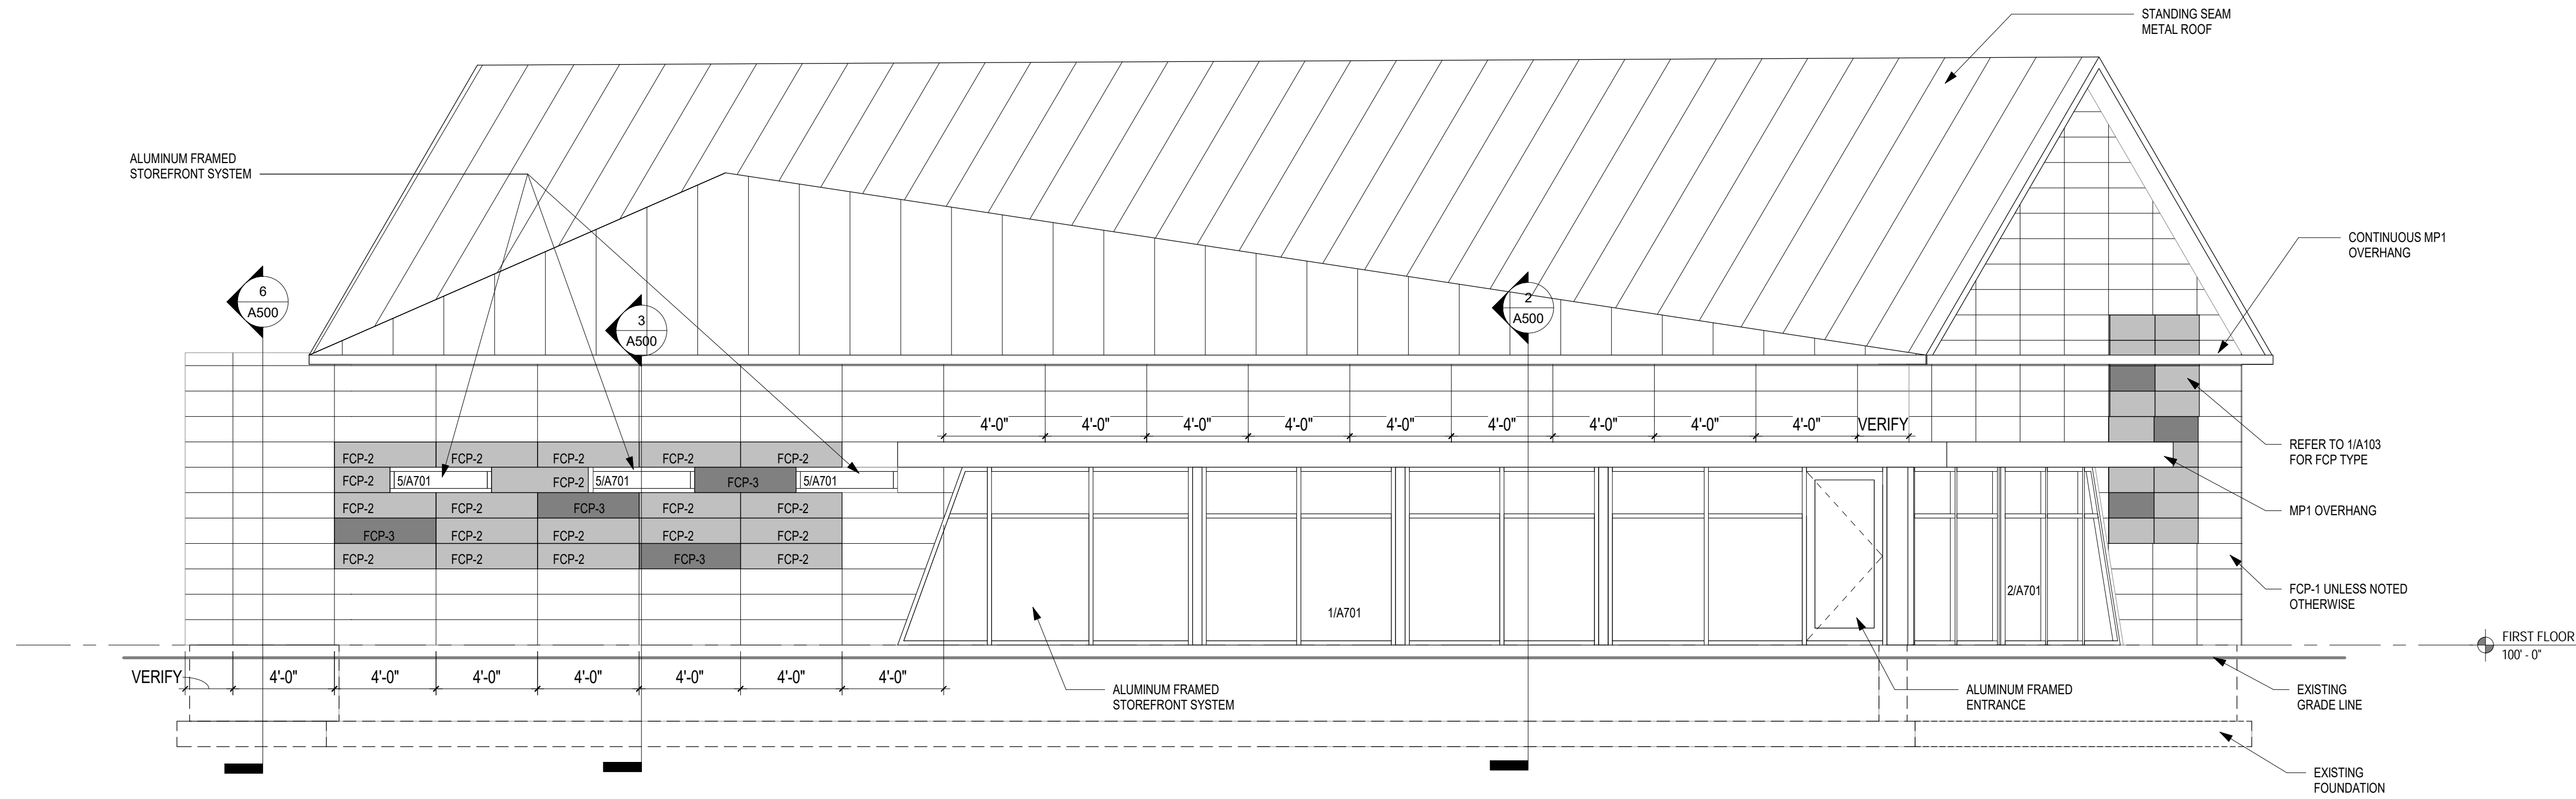 STANDING SEAM
METAL ROOF
ALUMINUM FRAMED
STOREFRONT SYSTEM
CONTINUOUS MP1
OVERHANG
6
A500
3
A500
2
A500
4'-0" 4'-0" 4'-0" 4'-0" 4'-0" 4'-0" 4'-0" 4'-0" 4'-0" VERIFY
REFER TO 1/A103
FOR FCP TYPE
FCP-2 FCP-2 FCP-2 FCP-2 FCP-2
FCP-2 5/A701 FCP-2 5/A701 FCP-3 5/A701
FCP-2 FCP-2 FCP-3 FCP-2 FCP-2
FCP-3 FCP-2 FCP-2 FCP-2 FCP-2
FCP-2 FCP-2 FCP-2 FCP-3 FCP-2
MP1 OVERHANG
1/A701
2/A701
FCP-1 UNLESS NOTED
OTHERWISE
FIRST FLOOR
100' - 0"
VERIFY 4'-0" 4'-0" 4'-0" 4'-0" 4'-0" 4'-0" 4'-0"
ALUMINUM FRAMED
STOREFRONT SYSTEM
ALUMINUM FRAMED
ENTRANCE
EXISTING
GRADE LINE
EXISTING
FOUNDATION